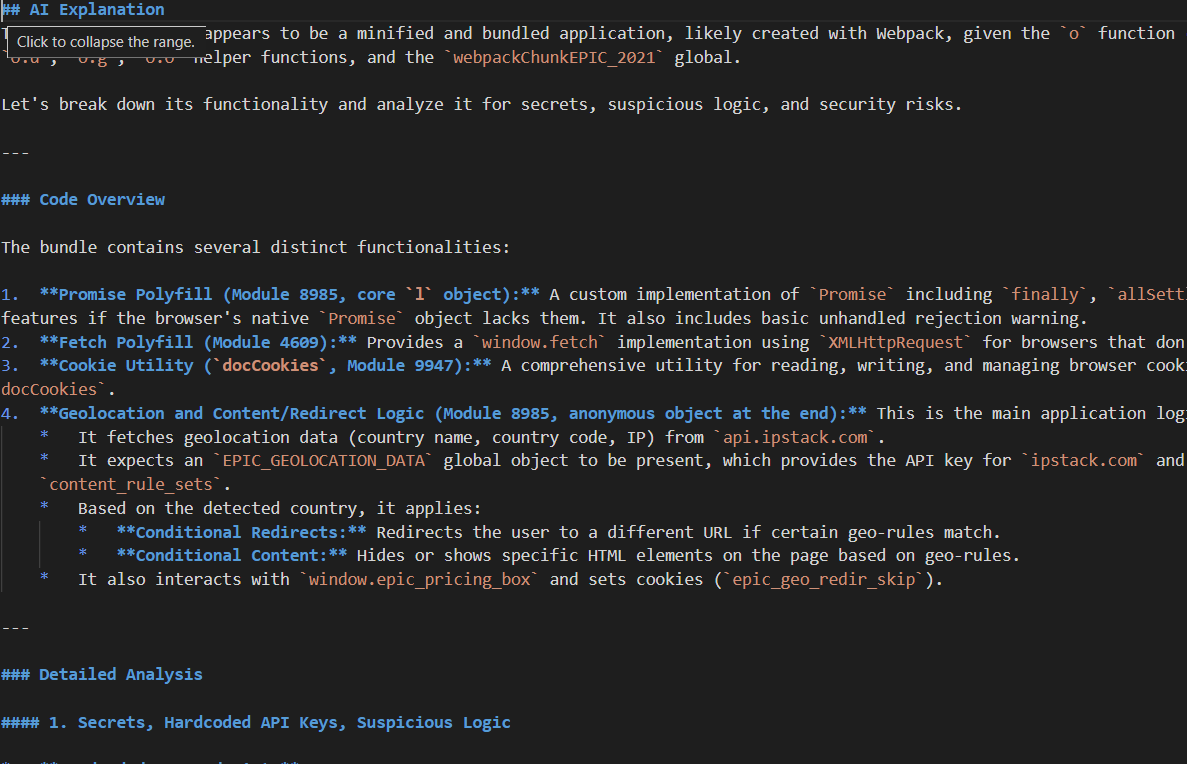 ## AI Explanation
T
Click to collapse the range.
appears to be a minified and bundled application, likely created with Webpack, given the `o` function
helper functions, and the `webpackChunkEPIC_2021` global.
Let's break down its functionality and analyze it for secrets, suspicious logic, and security risks.
---
### Code Overview
The bundle contains several distinct functionalities:
1.  **Promise Polyfill (Module 8985, core `l` object):** A custom implementation of `Promise` including `finally`, `allSettl
features if the browser's native `Promise` object lacks them. It also includes basic unhandled rejection warning.
2.  **Fetch Polyfill (Module 4609):** Provides a `window.fetch` implementation using `XMLHttpRequest` for browsers that don
3.  **Cookie Utility (`docCookies`, Module 9947):** A comprehensive utility for reading, writing, and managing browser cooki
docCookies`.
4.  **Geolocation and Content/Redirect Logic (Module 8985, anonymous object at the end):** This is the main application logi
*   It fetches geolocation data (country name, country code, IP) from `api.ipstack.com`.
*   It expects an `EPIC_GEOLOCATION_DATA` global object to be present, which provides the API key for `ipstack.com` and
`content_rule_sets`.
*   Based on the detected country, it applies:
*   **Conditional Redirects:** Redirects the user to a different URL if certain geo-rules match.
*   **Conditional Content:** Hides or shows specific HTML elements on the page based on geo-rules.
*   It also interacts with `window.epic_pricing_box` and sets cookies (`epic_geo_redir_skip`).
---
### Detailed Analysis
#### 1. Secrets, Hardcoded API Keys, Suspicious Logic